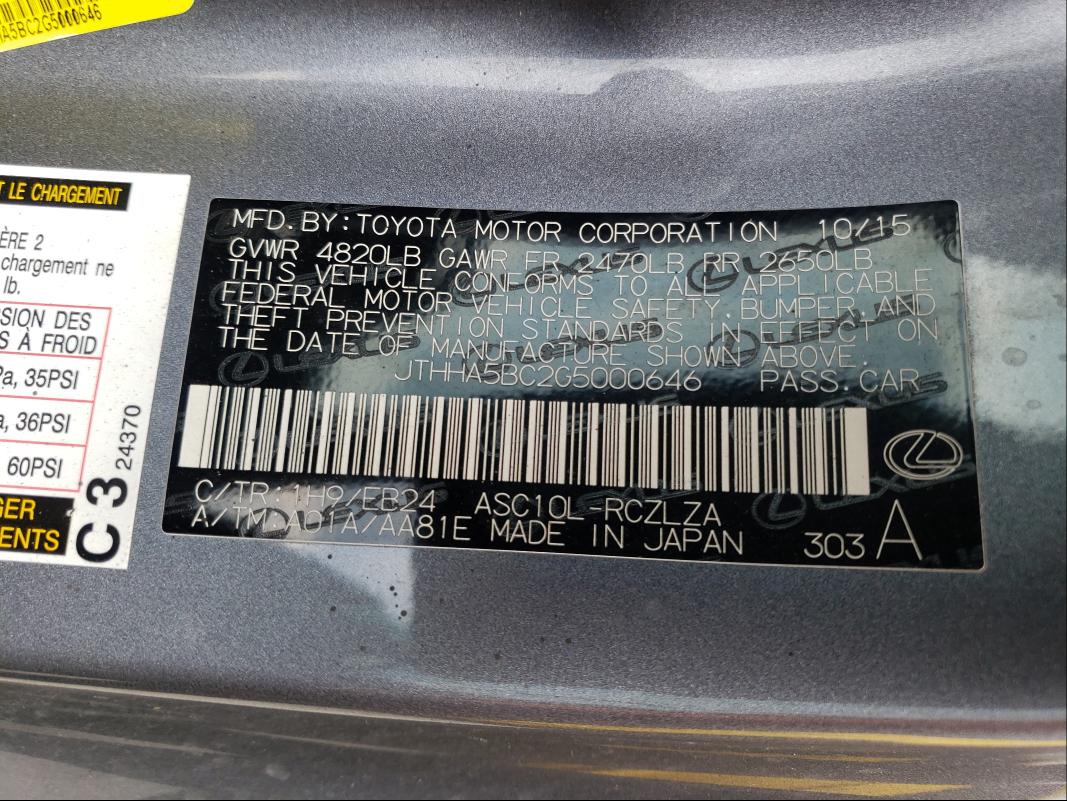 A5BC2G5000646
T LE CHARGEMENT
ÈRE 2
chargement ne
lb.
SION DES
S À FROID
Pa, 35PSI
a, 36PSI
60PSI
GER
ENTS
C3 24370
MFD. BY: TOYOTA MOTOR CORPORATION 10/15
GVWR 4820LB GAWR FR 2470LB RR 2650LB
THIS VEHICLE CONFORMS TO ALL APPLICABLE
FEDERAL MOTOR VEHICLE SAFETY, BUMPER, AND
THEFT PREVENTION STANDARDS IN EFFECT ON
THE DATE OF MANUFACTURE SHOWN ABOVE.
JTHHA5BC2G5000646 PASS. CAR
C/TR: 1H9/EB24 ASC10L-RCZLZA
A/TM: A01A/AA81E MADE IN JAPAN 303 A